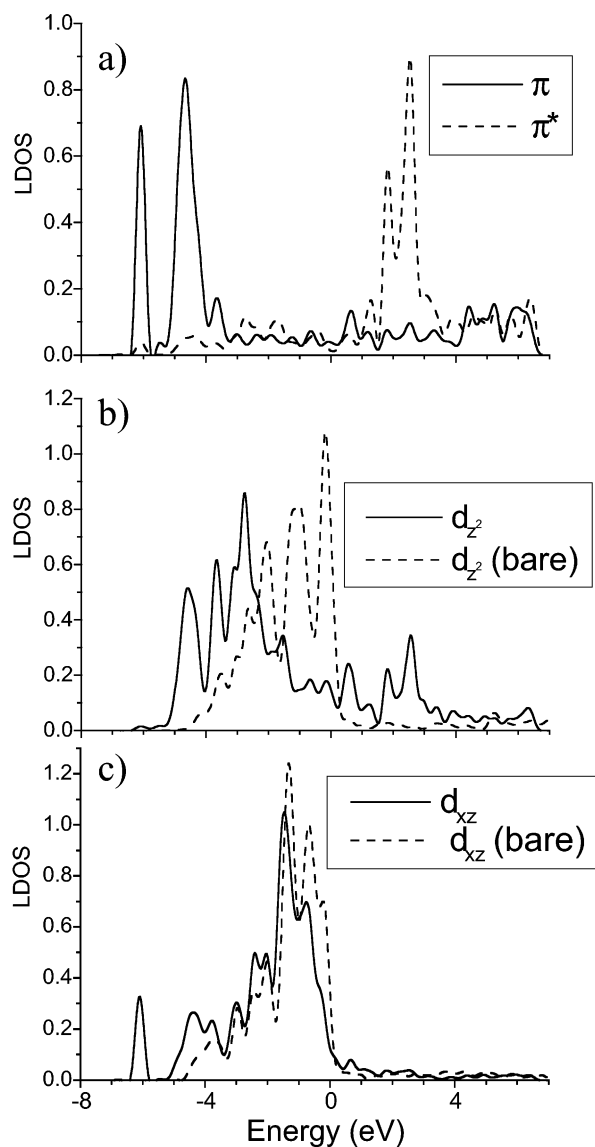 a)
π
π*
LDOS
1.0
0.8
0.6
0.4
0.2
0.0
b)
d_z²
d_z² (bare)
LDOS
1.2
1.0
0.8
0.6
0.4
0.2
0.0
c)
d_xz
d_xz (bare)
LDOS
1.2
1.0
0.8
0.6
0.4
0.2
0.0
-8 -4 0 4
Energy (eV)